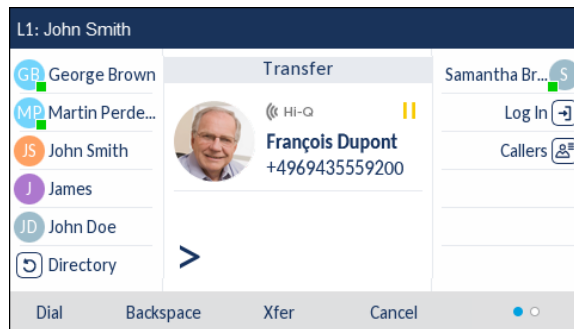 L1: John Smith
GB George Brown
MP Martin Perde...
JS John Smith
J James
JD John Doe
Directory
Transfer
Hi-Q
François Dupont
+4969435559200
>
Samantha Br... S
Log In
Callers
Dial Backspace Xfer Cancel